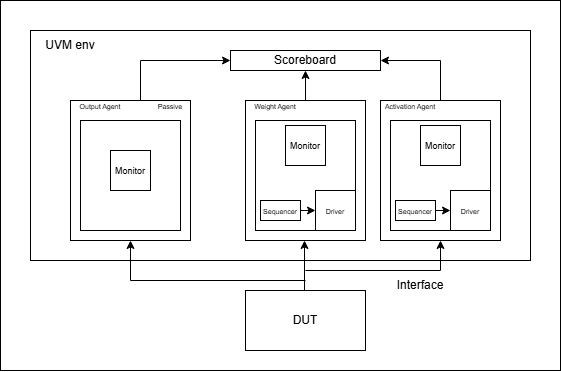 UVM env
Scoreboard
Output Agent Passive
Weight Agent
Activation Agent
Monitor
Monitor
Monitor
Sequencer
Driver
Sequencer
Driver
Interface
DUT